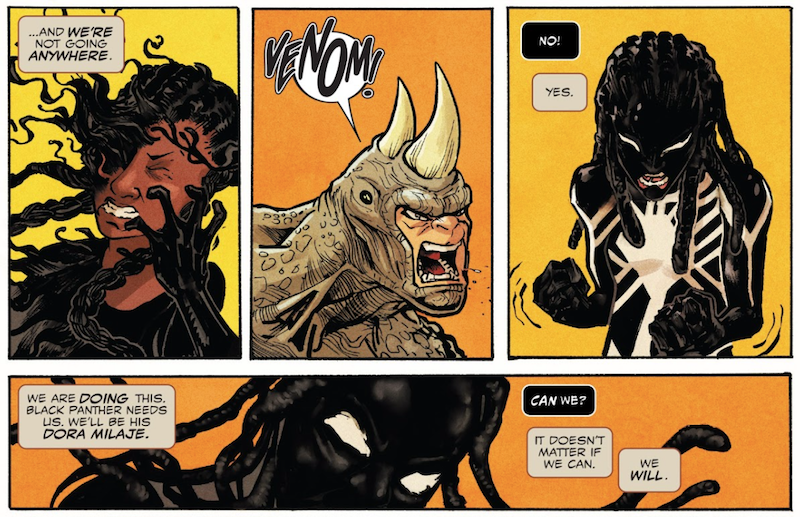 ...AND WE'RE
NOT GOING
ANYWHERE.
VENOM!
NO!
YES.
WE ARE DOING THIS.
BLACK PANTHER NEEDS
US. WE'LL BE HIS
DORA MILAJE.
CAN WE?
IT DOESN'T
MATTER IF
WE CAN.
WE
WILL.